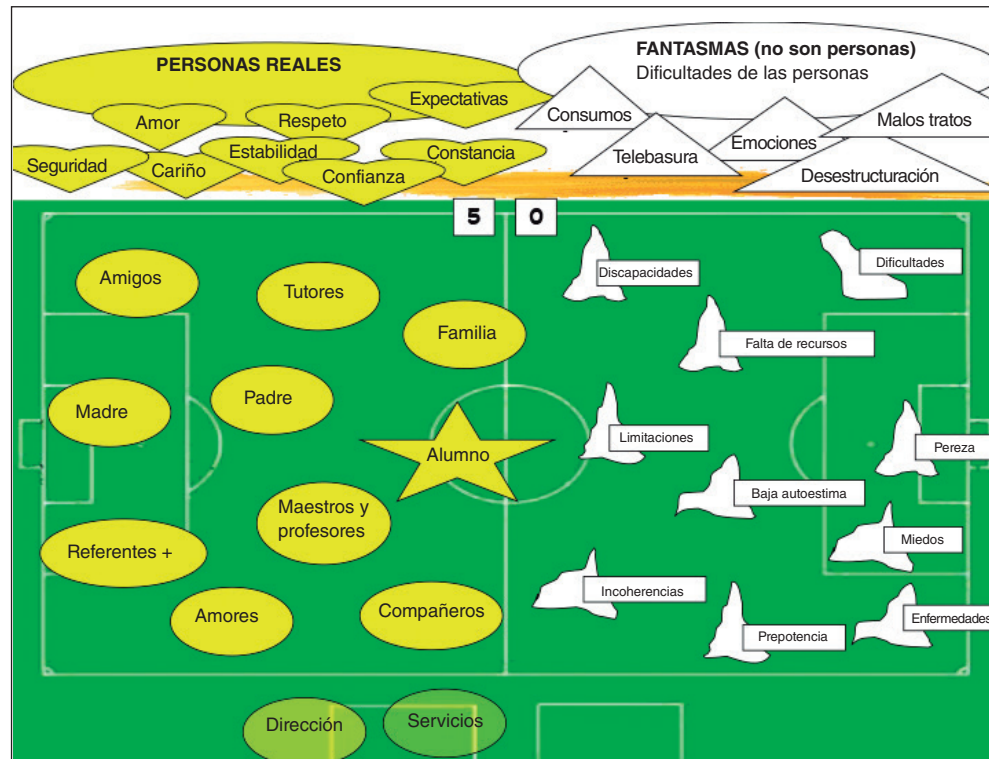 PERSONAS REALES
Expectativas
Amor
Respeto
Seguridad
Cariño
Estabilidad
Confianza
Constancia
FANTASMAS (no son personas)
Dificultades de las personas
Consumos
Telebasura
Emociones
Malos tratos
Desestructuración
5 0
Amigos
Tutores
Familia
Madre
Padre
Alumno
Maestros y
profesores
Referentes +
Amores
Compañeros
Dirección
Servicios
Discapacidades
Dificultades
Falta de recursos
Limitaciones
Pereza
Baja autoestima
Miedos
Incoherencias
Prepotencia
Enfermedades